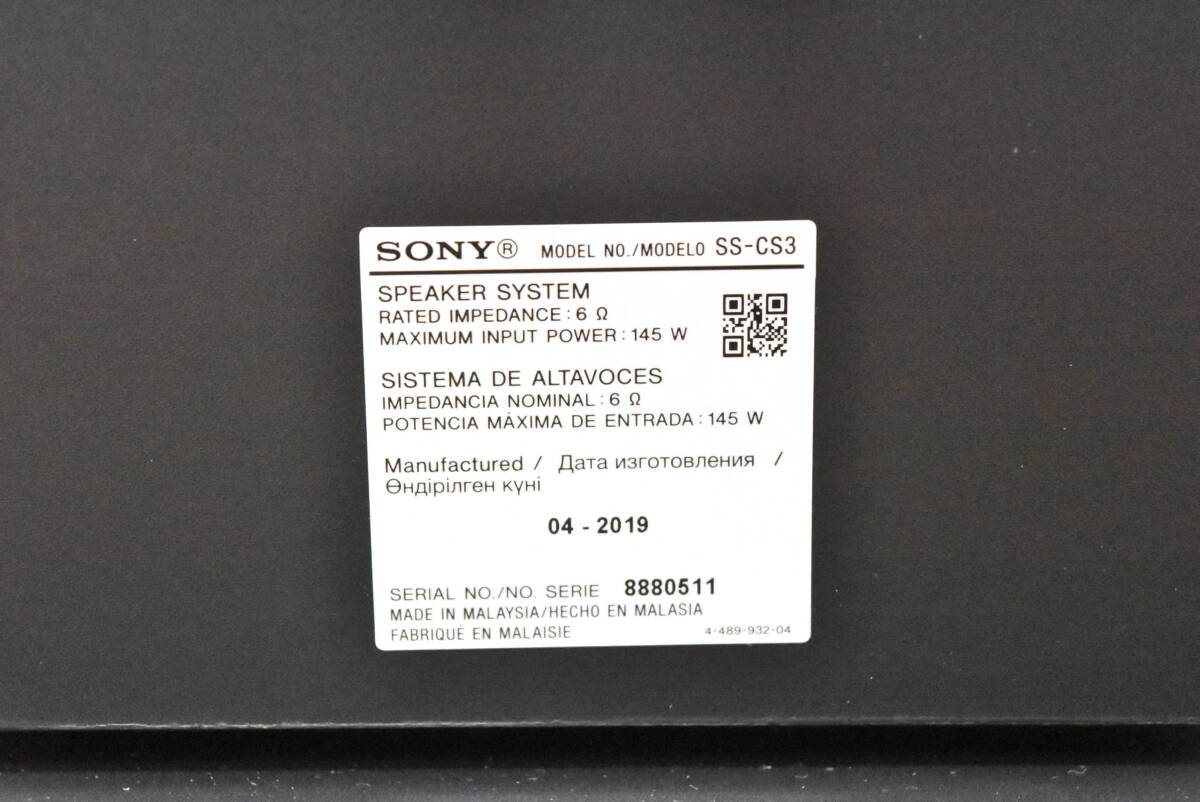 SONY® MODEL NO./MODELO SS-CS3
SPEAKER SYSTEM
RATED IMPEDANCE : 6 Ω
MAXIMUM INPUT POWER : 145 W
SISTEMA DE ALTAVOCES
IMPEDANCIA NOMINAL : 6 Ω
POTENCIA MÁXIMA DE ENTRADA : 145 W
Manufactured / Дата изготовления /
Өндірілген күні
04 - 2019
SERIAL NO./NO. SERIE 8880511
MADE IN MALAYSIA/HECHO EN MALASIA
FABRIQUÉ EN MALAISIE 4-489-932-04